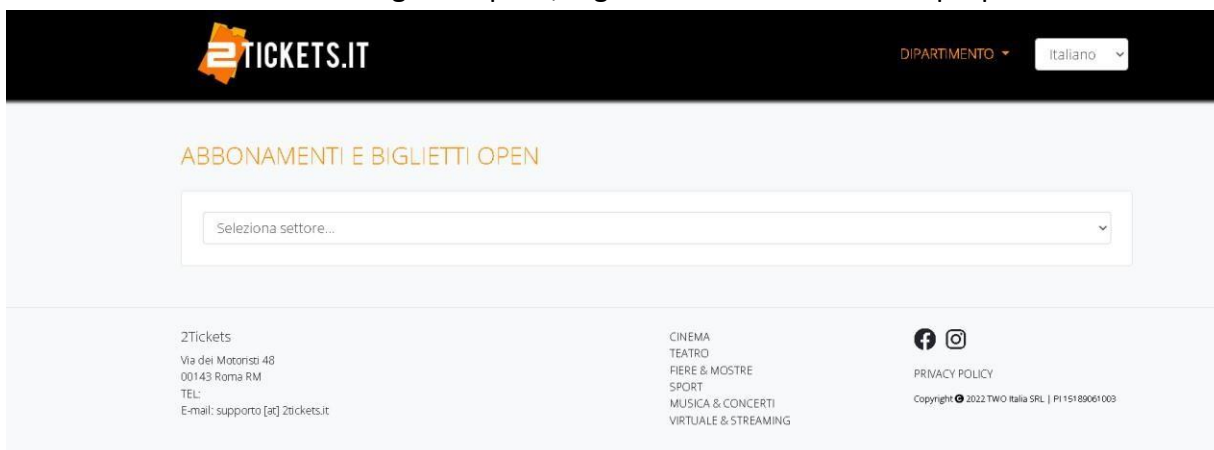 2TICKETS.IT
DIPARTIMENTO
Italiano
ABBONAMENTI E BIGLIETTI OPEN
Seleziona settore...
2Tickets
Via dei Motoristi 48
00143 Roma RM
TEL:
E-mail: supporto [at] 2tickets.it
CINEMA
TEATRO
FIERE & MOSTRE
SPORT
MUSICA & CONCERTI
VIRTUALE & STREAMING
PRIVACY POLICY
Copyright 2022 TWO Italia SRL | PI 15189061003